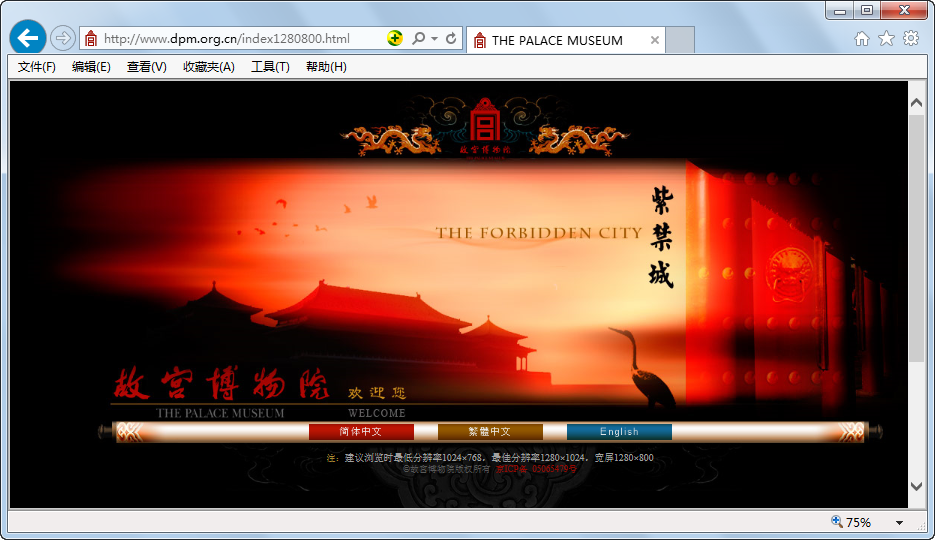 http://www.dpm.org.cn/index1280800.html
THE PALACE MUSEUM
文件(F) 编辑(E) 查看(V) 收藏夹(A) 工具(T) 帮助(H)
故宫博物院
THE FORBIDDEN CITY
紫禁城
故宫博物院 欢迎您
THE PALACE MUSEUM WELCOME
简体中文 繁體中文 English
注：建议浏览时最低分辨率1024×768，最佳分辨率1280×1024，宽屏1280×800
©故宫博物院版权所有 京ICP备 05065479号
75%